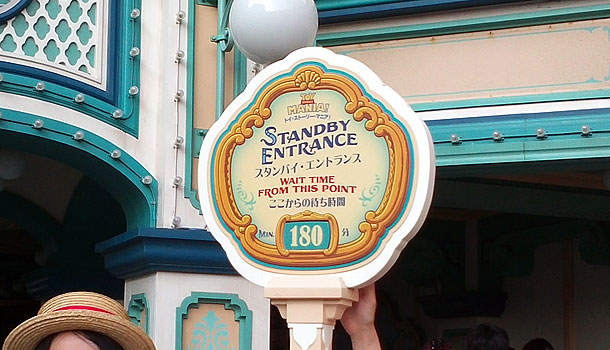 TOY STORY
MANIA!
トイ・ストーリー・マニア!
STANDBY
ENTRANCE
スタンバイ・エントランス
WAIT TIME
FROM THIS POINT
ここからの待ち時間
MIN. 180 分